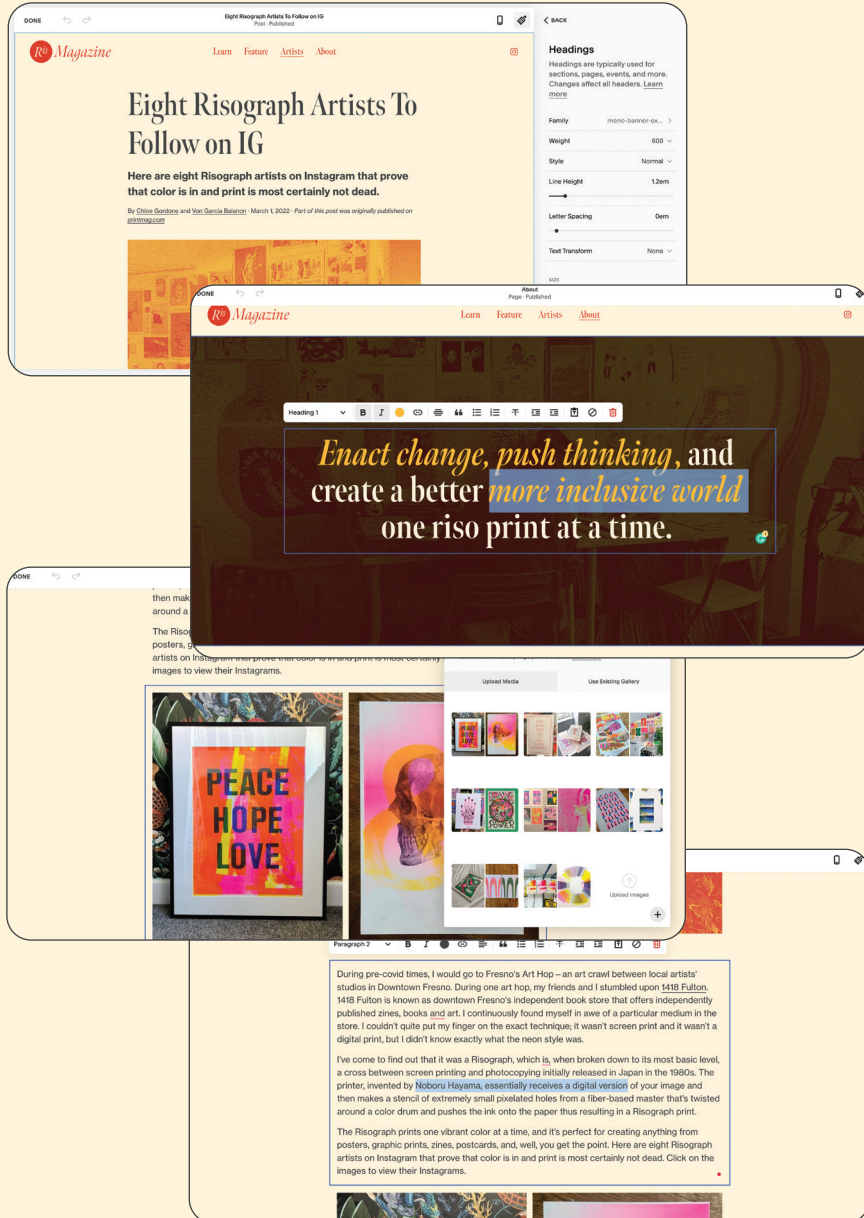 DONE
Eight Risograph Artists To Follow on IG
Post · Published
BACK
Ris Magazine
Learn Feature Artists About
Eight Risograph Artists To
Follow on IG
Here are eight Risograph artists on Instagram that prove
that color is in and print is most certainly not dead.
By Chloe Gordone and Von Garcia Balanon · March 1, 2022 · Part of this post was originally published on
printmag.com
Headings
Headings are typically used for
sections, pages, events, and more.
Changes affect all headers. Learn
more
Family meno-banner-ex...
Weight 600
Style Normal
Line Height 1.2em
Letter Spacing 0em
Text Transform None
SIZE
DONE
About
Page · Published
Ris Magazine
Learn Feature Artists About
Heading 1 B I
Enact change, push thinking, and
create a better more inclusive world
one riso print at a time.
DONE
then mak
around a
The Risog
posters, g
artists on Instagram that prove that color is in and print is most certainly
images to view their Instagrams.
PEACE
HOPE
LOVE
Upload Media Use Existing Gallery
Upload images
Paragraph 2 B I
During pre-covid times, I would go to Fresno's Art Hop – an art crawl between local artists'
studios in Downtown Fresno. During one art hop, my friends and I stumbled upon 1418 Fulton.
1418 Fulton is known as downtown Fresno's independent book store that offers independently
published zines, books and art. I continuously found myself in awe of a particular medium in the
store. I couldn't quite put my finger on the exact technique; it wasn't screen print and it wasn't a
digital print, but I didn't know exactly what the neon style was.
I've come to find out that it was a Risograph, which is, when broken down to its most basic level,
a cross between screen printing and photocopying initially released in Japan in the 1980s. The
printer, invented by Noboru Hayama, essentially receives a digital version of your image and
then makes a stencil of extremely small pixelated holes from a fiber-based master that's twisted
around a color drum and pushes the ink onto the paper thus resulting in a Risograph print.
The Risograph prints one vibrant color at a time, and it's perfect for creating anything from
posters, graphic prints, zines, postcards, and, well, you get the point. Here are eight Risograph
artists on Instagram that prove that color is in and print is most certainly not dead. Click on the
images to view their Instagrams.